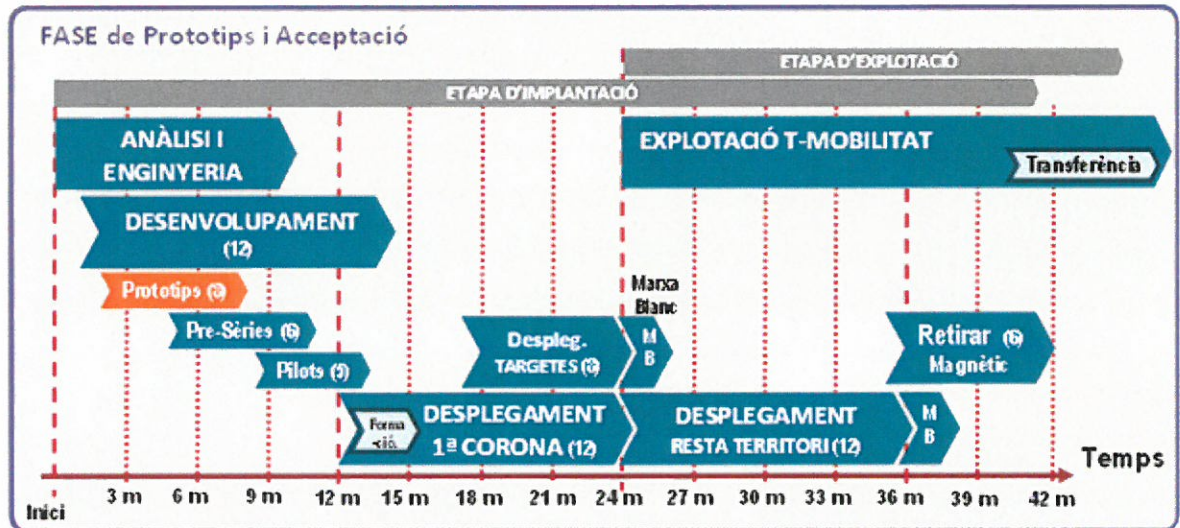 FASE de Prototips i Acceptació
ETAPA D'EXPLOTACIÓ
ETAPA D'IMPLANTACIÓ
ANÀLISI I
ENGINYERIA
EXPLOTACIÓ T-MOBILITAT
Transferència
DESENVOLUPAMENT
(12)
Prototips
Marxa
Blanc
Pre-Sèries (6)
Pilots (5)
Despleg.
TARGETES
M
B
Retirar (6)
Magnètic
Forma
ció.
DESPLEGAMENT
1ª CORONA (12)
DESPLEGAMENT
RESTA TERRITORI (12)
M
B
Temps
Inici
3 m 6 m 9 m 12 m 15 m 18 m 21 m 24 m 27 m 30 m 33 m 36 m 39 m 42 m